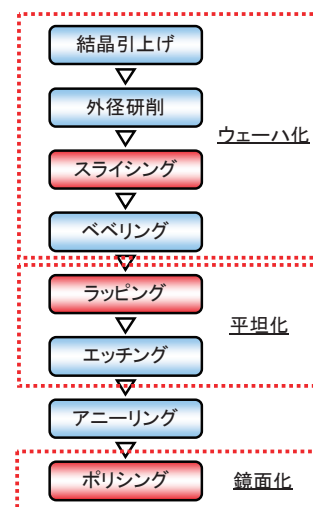 結晶引上げ
外径研削
ウェーハ化
スライシング
ベベリング
ラッピング
平坦化
エッチング
アニーリング
ポリシング
鏡面化